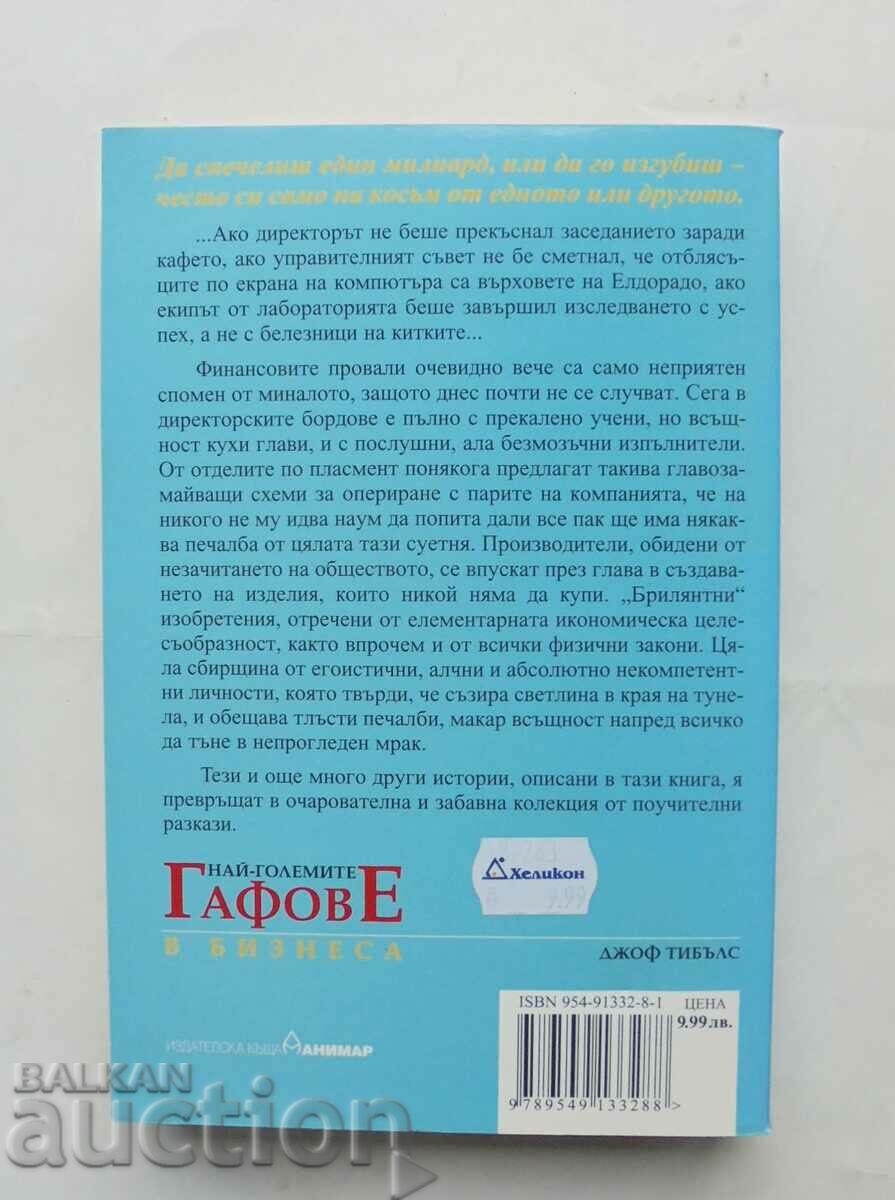 Да спечелиш един милиард, или да го изгубиш –
често си само на косъм от едното или другото.
...Ако директорът не беше прекъснал заседанието заради
кафето, ако управителният съвет не бе сметнал, че отблясъ-
ците по екрана на компютъра са върховете на Елдорадо, ако
екипът от лабораторията беше завършил изследването с ус-
пех, а не с белезници на китките...
Финансовите провали очевидно вече са само неприятен
спомен от миналото, защото днес почти не се случват. Сега в
директорските бордове е пълно с прекалено учени, но всъщ-
ност кухи глави, и с послушни, ала безмозъчни изпълнители.
От отделите по пласмент понякога предлагат такива главоза-
майващи схеми за опериране с парите на компанията, че на
никого не му идва наум да попита дали все пак ще има някак-
ва печалба от цялата тази суетня. Производители, обидени от
незачитането на обществото, се впускат през глава в създава-
нето на изделия, които никой няма да купи. „Брилянтни“
изобретения, отречени от елементарната икономическа целе-
съобразност, както впрочем и от всички физични закони. Ця-
ла сбирщина от егоистични, алчни и абсолютно некомпетент-
ни личности, която твърди, че съзира светлина в края на туне-
ла, и обещава тлъсти печалби, макар всъщност напред всичко
да тъне в непрогледен мрак.
Тези и още много други истории, описани в тази книга, я
превръщат в очарователна и забавна колекция от поучителни
разкази.
НАЙ-ГОЛЕМИТЕ
ГАФОВЕ
В БИЗНЕСА
Хеликон
9.99
ДЖОФ ТИБЪЛС
ISBN 954-91332-8-1 ЦЕНА
9.99 лв.
9 789549 133288 >
ИЗДАТЕЛСКА КЪЩА АНИМАР
BALKAN
auction